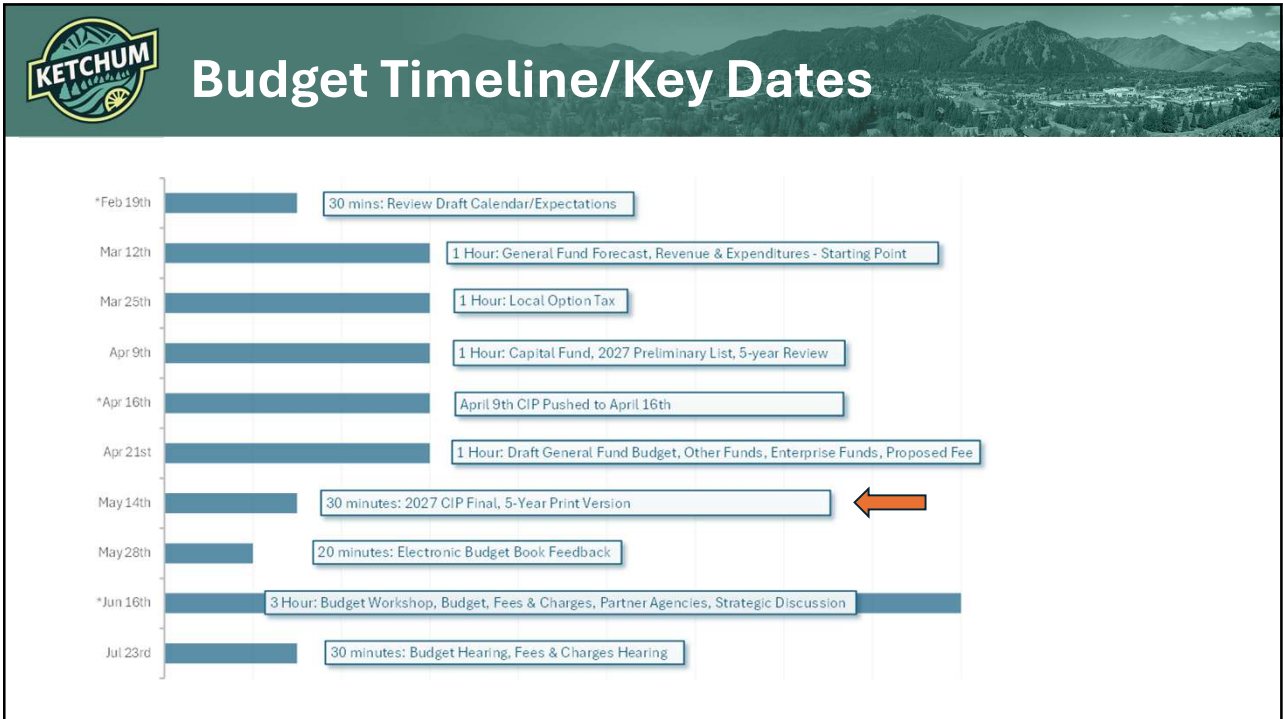 KETCHUM
Budget Timeline/Key Dates
*Feb 19th
30 mins: Review Draft Calendar/Expectations
Mar 12th
1 Hour: General Fund Forecast, Revenue & Expenditures - Starting Point
Mar 25th
1 Hour: Local Option Tax
Apr 9th
1 Hour: Capital Fund, 2027 Preliminary List, 5-year Review
*Apr 16th
April 9th CIP Pushed to April 16th
Apr 21st
1 Hour: Draft General Fund Budget, Other Funds, Enterprise Funds, Proposed Fee
May 14th
30 minutes: 2027 CIP Final, 5-Year Print Version
May 28th
20 minutes: Electronic Budget Book Feedback
*Jun 16th
3 Hour: Budget Workshop, Budget, Fees & Charges, Partner Agencies, Strategic Discussion
Jul 23rd
30 minutes: Budget Hearing, Fees & Charges Hearing